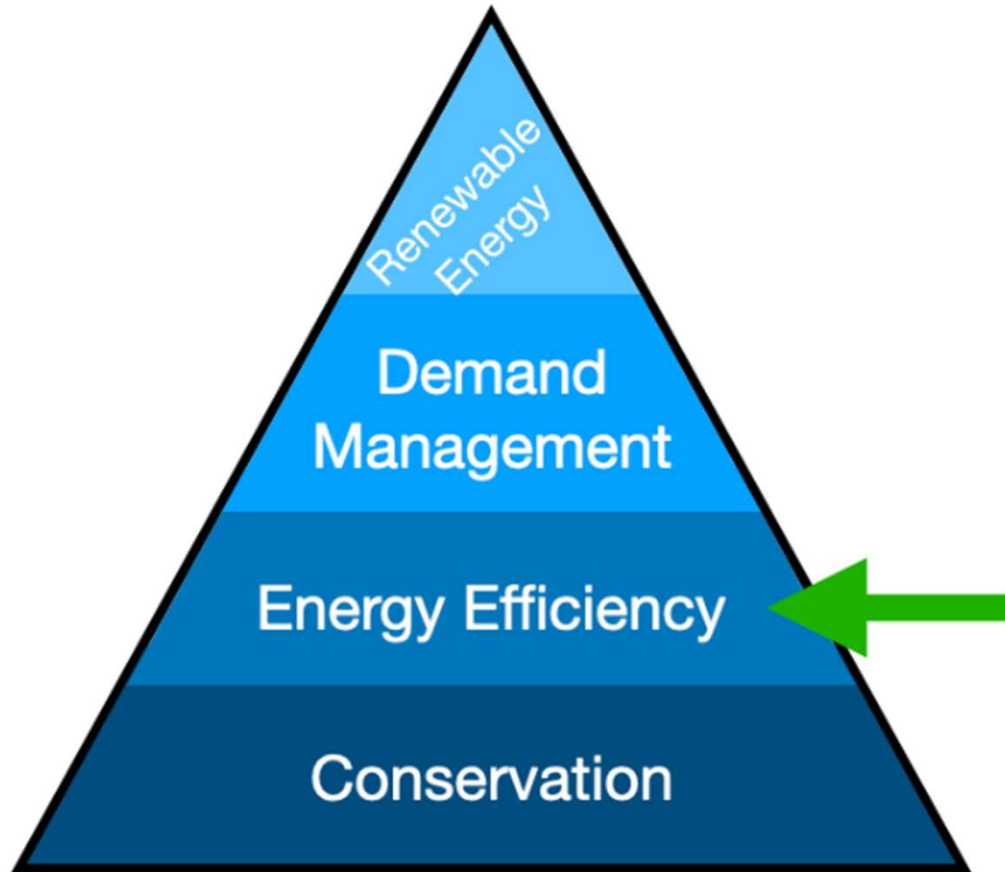 Renewable
Energy
Demand
Management
Energy Efficiency
Conservation